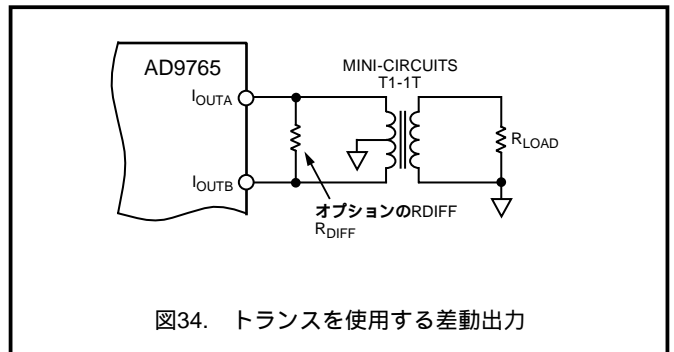 AD9765
MINI-CIRCUITS
T1-1T
IOUTA
IOUTB
RLOAD
オプションのRDIFF
RDIFF
図34. トランスを使用する差動出力